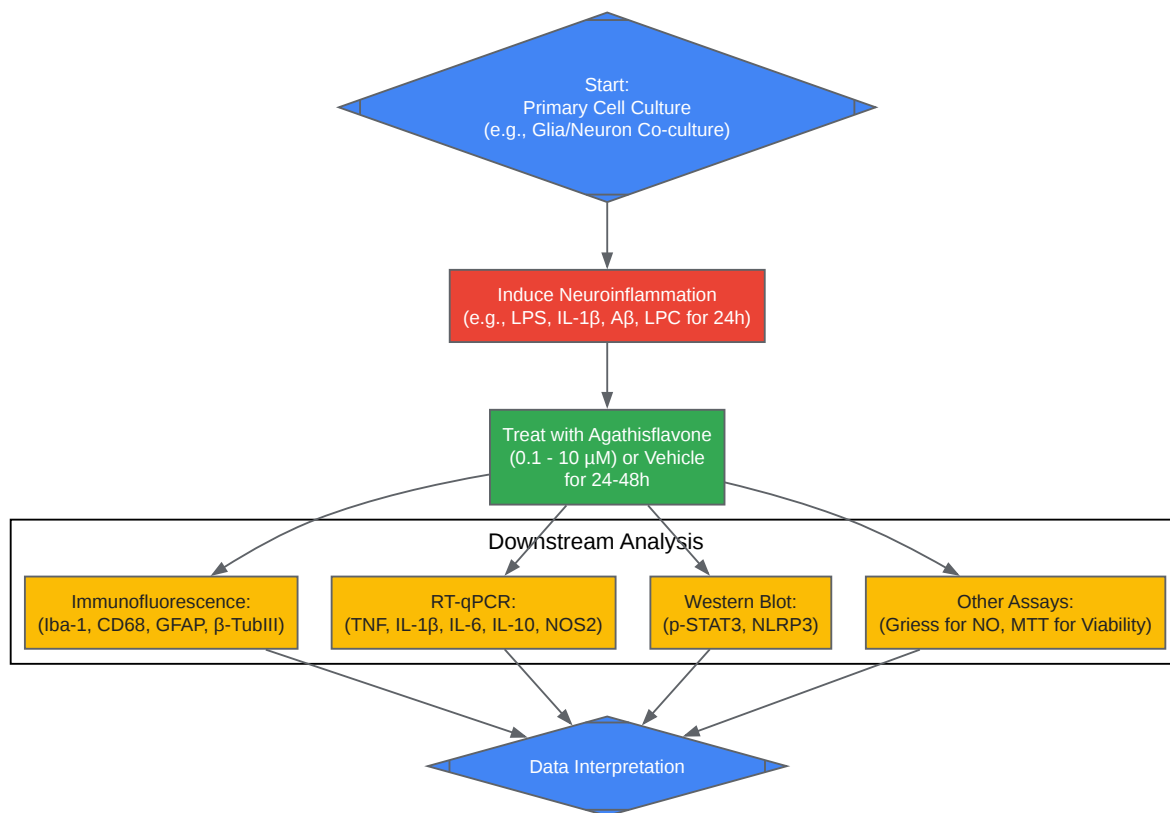 Start:
Primary Cell Culture
(e.g., Glia/Neuron Co-culture)
Induce Neuroinflammation
(e.g., LPS, IL-1β, Aβ, LPC for 24h)
Treat with Agathisflavone
(0.1 - 10 µM) or Vehicle
for 24-48h
Downstream Analysis
Immunofluorescence:
(Iba-1, CD68, GFAP, β-TubIII)
RT-qPCR:
(TNF, IL-1β, IL-6, IL-10, NOS2)
Western Blot:
(p-STAT3, NLRP3)
Other Assays:
(Griess for NO, MTT for Viability)
Data Interpretation